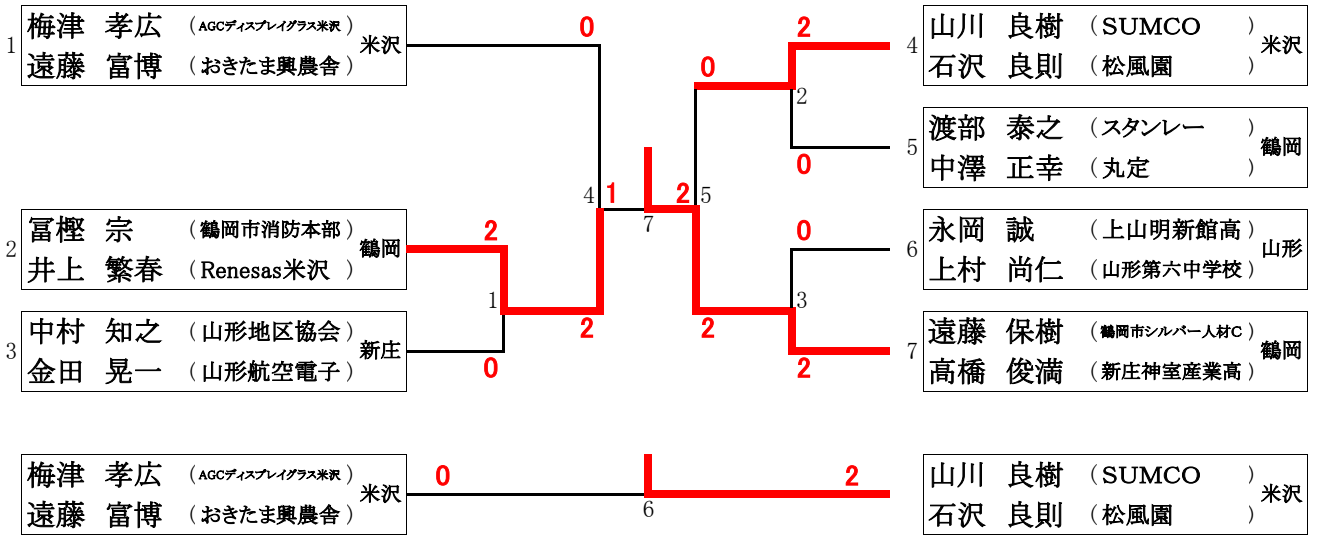 1 梅津 孝広 (AGCディスプレイグラス米沢) 米沢
遠藤 富博 (おきたま興農舎)
2 冨樫 宗 (鶴岡市消防本部) 鶴岡
井上 繁春 (Renesas米沢)
3 中村 知之 (山形地区協会) 新庄
金田 晃一 (山形航空電子)
0
4
1
2
1
2
0
7
2
5
0
2
2
0
0
3
2
2
4 山川 良樹 (SUMCO) 米沢
石沢 良則 (松風園)
5 渡部 泰之 (スタンレー) 鶴岡
中澤 正幸 (丸定)
6 永岡 誠 (上山明新館高) 山形
上村 尚仁 (山形第六中学校)
7 遠藤 保樹 (鶴岡市シルバー人材C) 鶴岡
高橋 俊満 (新庄神室産業高)
梅津 孝広 (AGCディスプレイグラス米沢) 米沢
遠藤 富博 (おきたま興農舎)
0
6
2
山川 良樹 (SUMCO) 米沢
石沢 良則 (松風園)